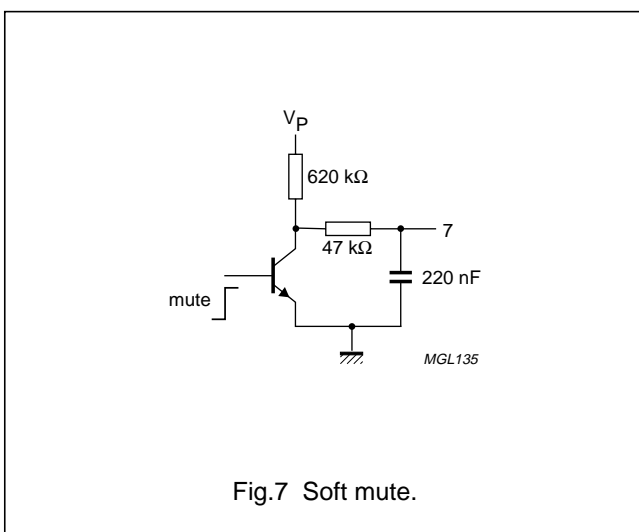 VP
620 kΩ
7
47 kΩ
220 nF
mute
MGL135
Fig.7 Soft mute.